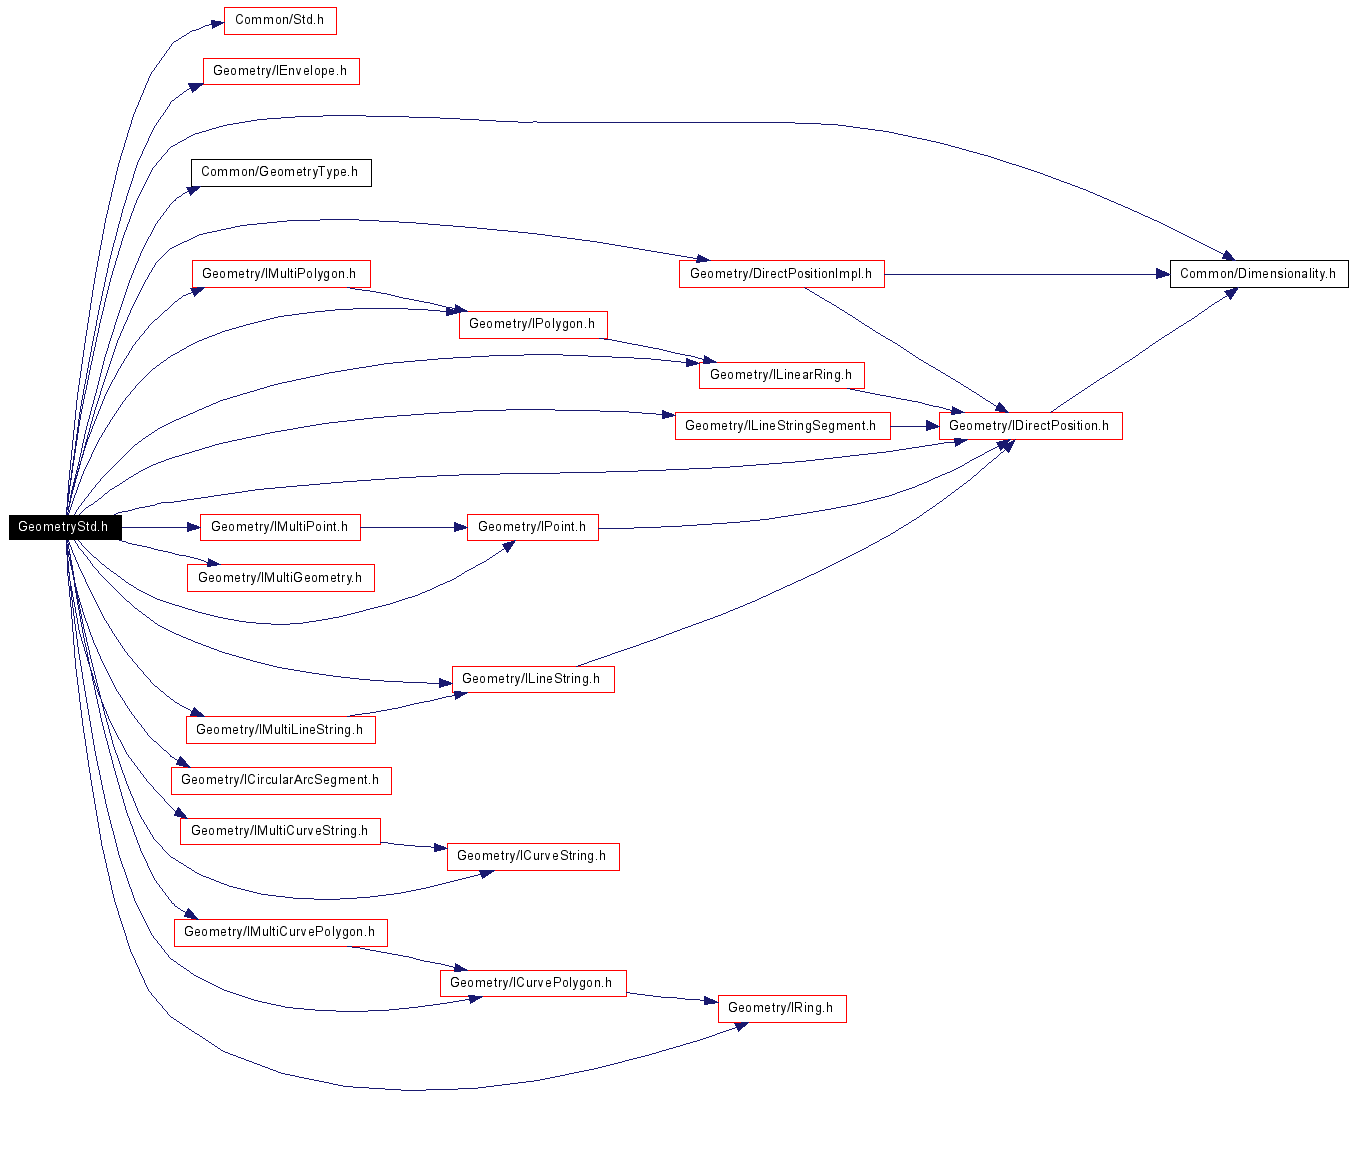 Common/Std.h
Geometry/IEnvelope.h
Common/GeometryType.h
Geometry/IMultiPolygon.h
Geometry/DirectPositionImpl.h
Common/Dimensionality.h
Geometry/IPolygon.h
Geometry/ILinearRing.h
Geometry/ILineStringSegment.h
Geometry/IDirectPosition.h
GeometryStd.h
Geometry/IMultiPoint.h
Geometry/IPoint.h
Geometry/IMultiGeometry.h
Geometry/ILineString.h
Geometry/IMultiLineString.h
Geometry/ICircularArcSegment.h
Geometry/IMultiCurveString.h
Geometry/ICurveString.h
Geometry/IMultiCurvePolygon.h
Geometry/ICurvePolygon.h
Geometry/IRing.h